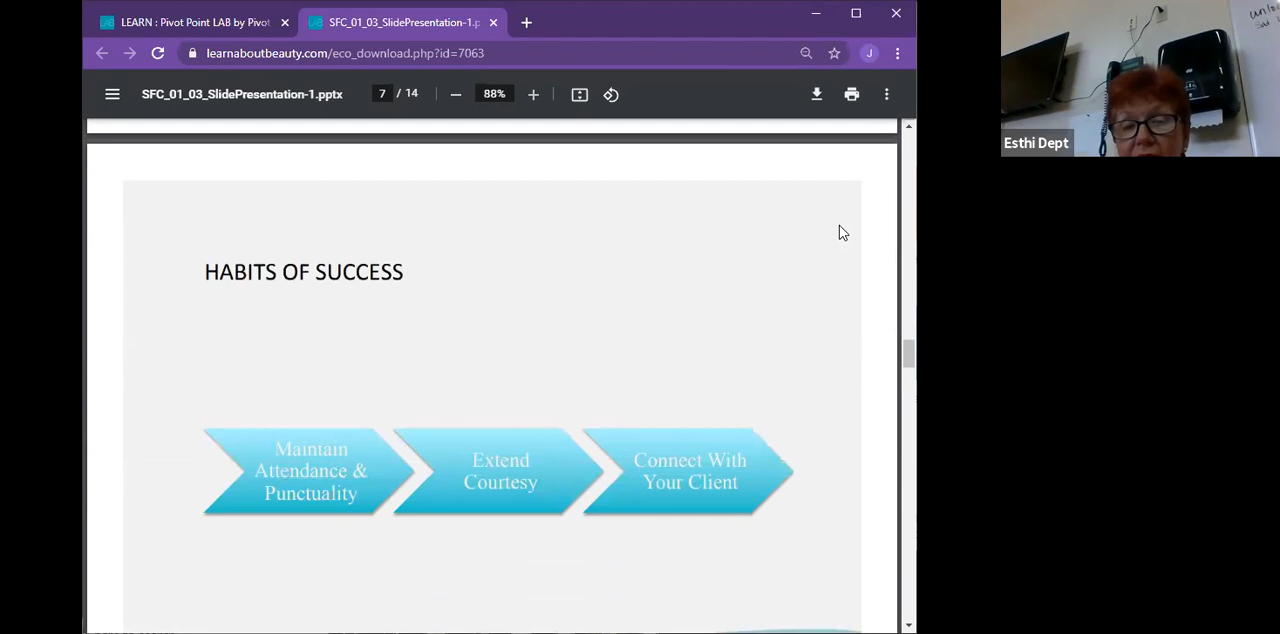 LEARN : Pivot Point LAB by Pivot
SFC_01_03_SlidePresentation-1.p
learnaboutbeauty.com/eco_download.php?id=7063
J
SFC_01_03_SlidePresentation-1.pptx
7 / 14
88%
HABITS OF SUCCESS
Maintain
Attendance &
Punctuality
Extend
Courtesy
Connect With
Your Client
Esthi Dept